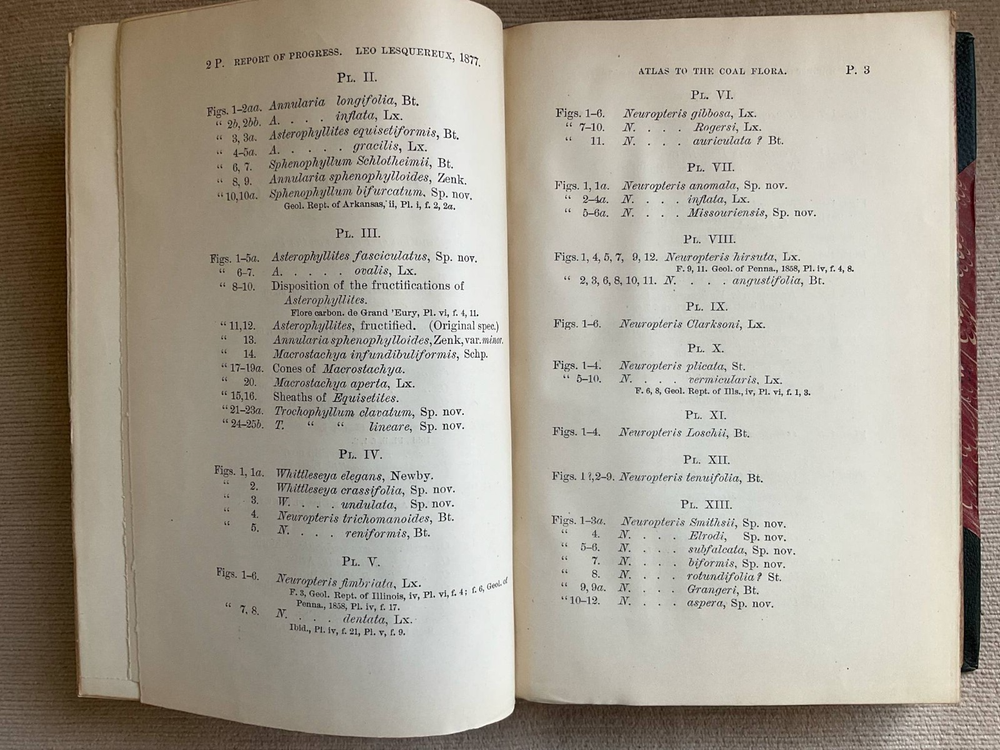 2 P. REPORT OF PROGRESS. LEO LESQUEREUX, 1877.
PL. II.
Figs. 1-2aa. Annularia longifolia, Bt.
“ 2b, 2bb. A. . . . . inflata, Lx.
“ 3, 3a. Asterophyllites equisetiformis, Bt.
“ 4-5a. A. . . . . . gracilis, Lx.
“ 6, 7. Sphenophyllum Schlotheimii, Bt.
“ 8, 9. Annularia sphenophylloides, Zenk.
“ 10,10a. Sphenophyllum bifurcatum, Sp. nov.
Geol. Rept. of Arkansas, ii, Pl. i, f. 2, 2a.
PL. III.
Figs. 1-5a. Asterophyllites fasciculatus, Sp. nov.
“ 6-7. A. . . . . . ovalis, Lx.
“ 8-10. Disposition of the fructifications of
Asterophyllites.
Flore carbon. de Grand 'Eury, Pl. vi, f. 4, 11.
“ 11,12. Asterophyllites, fructified. (Original spec.)
“ 13. Annularia sphenophylloides, Zenk, var. minor.
“ 14. Macrostachya infundibuliformis, Schp.
“ 17-19a. Cones of Macrostachya.
“ 20. Macrostachya aperta, Lx.
“ 15,16. Sheaths of Equisetites.
“ 21-23a. Trochophyllum clavatum, Sp. nov.
“ 24-25b. T. “ “ lineare, Sp. nov.
PL. IV.
Figs. 1, 1a. Whittleseya elegans, Newby.
“ 2. Whittleseya crassifolia, Sp. nov.
“ 3. W. . . . undulata, Sp. nov.
“ 4. Neuropteris trichomanoides, Bt.
“ 5. N. . . . . reniformis, Bt.
PL. V.
Figs. 1-6. Neuropteris fimbriata, Lx.
F. 3, Geol. Rept. of Illinois, iv, Pl. vi, f. 4; f. 6, Geol. of
Penna., 1858, Pl. iv, f. 17.
“ 7, 8. N. . . . . dentata, Lx.
Ibid., Pl. iv, f. 21, Pl. v, f. 9.
ATLAS TO THE COAL FLORA. P. 3
PL. VI.
Figs. 1-6. Neuropteris gibbosa, Lx.
“ 7-10. N. . . . Rogersi, Lx.
“ 11. N. . . . auriculata ? Bt.
PL. VII.
Figs. 1, 1a. Neuropteris anomala, Sp. nov.
“ 2-4a. N. . . . inflata, Lx.
“ 5-6a. N. . . . Missouriensis, Sp. nov.
PL. VIII.
Figs. 1, 4, 5, 7, 9, 12. Neuropteris hirsuta, Lx.
F. 9, 11. Geol. of Penna., 1858, Pl. iv, f. 4, 8.
“ 2, 3, 6, 8, 10, 11. N. . . . . angustifolia, Bt.
PL. IX.
Figs. 1-6. Neuropteris Clarksoni, Lx.
PL. X.
Figs. 1-4. Neuropteris plicata, St.
“ 5-10. N. . . . vermicularis, Lx.
F. 6, 8, Geol. Rept. of Ills., iv, Pl. vi, f. 1, 3.
PL. XI.
Figs. 1-4. Neuropteris Loschii, Bt.
PL. XII.
Figs. 1?, 2-9. Neuropteris tenuifolia, Bt.
PL. XIII.
Figs. 1-3a. Neuropteris Smithsii, Sp. nov.
“ 4. N. . . . Elrodi, Sp. nov.
“ 5-6. N. . . . subfalcata, Sp. nov.
“ 7. N. . . . biformis, Sp. nov.
“ 8. N. . . . rotundifolia ? St.
“ 9, 9a. N. . . . Grangeri, Bt.
“ 10-12. N. . . . aspera, Sp. nov.